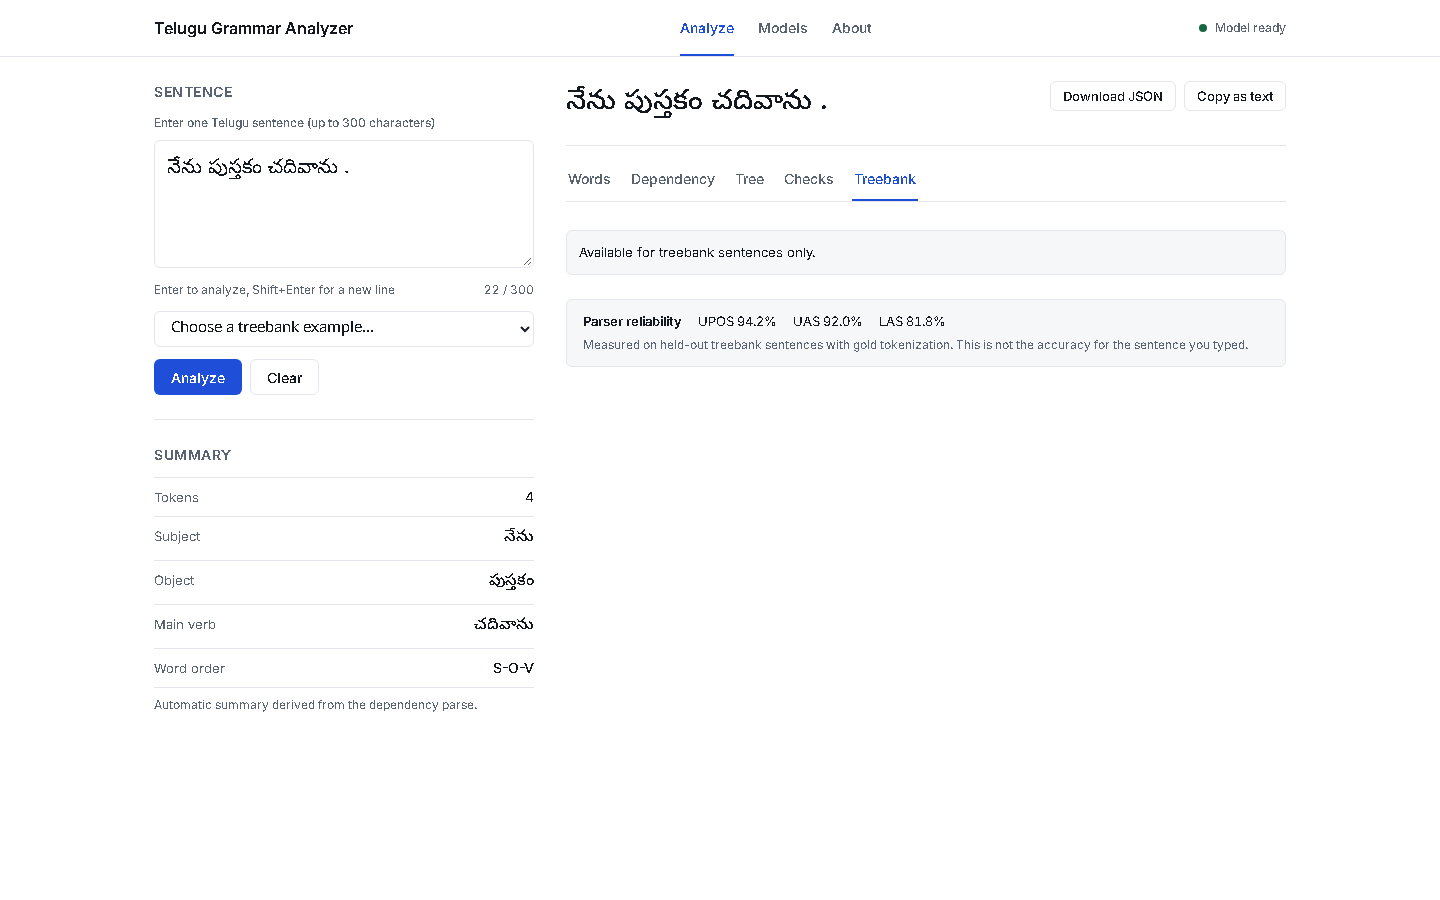 Telugu Grammar Analyzer
Analyze Models About
Model ready
SENTENCE
Enter one Telugu sentence (up to 300 characters)
నేను పుస్తకం చదివాను .
Enter to analyze, Shift+Enter for a new line 22 / 300
Choose a treebank example...
Analyze Clear
SUMMARY
Tokens 4
Subject నేను
Object పుస్తకం
Main verb చదివాను
Word order S-O-V
Automatic summary derived from the dependency parse.
నేను పుస్తకం చదివాను .
Download JSON Copy as text
Words Dependency Tree Checks Treebank
Available for treebank sentences only.
Parser reliability UPOS 94.2% UAS 92.0% LAS 81.8%
Measured on held-out treebank sentences with gold tokenization. This is not the accuracy for the sentence you typed.